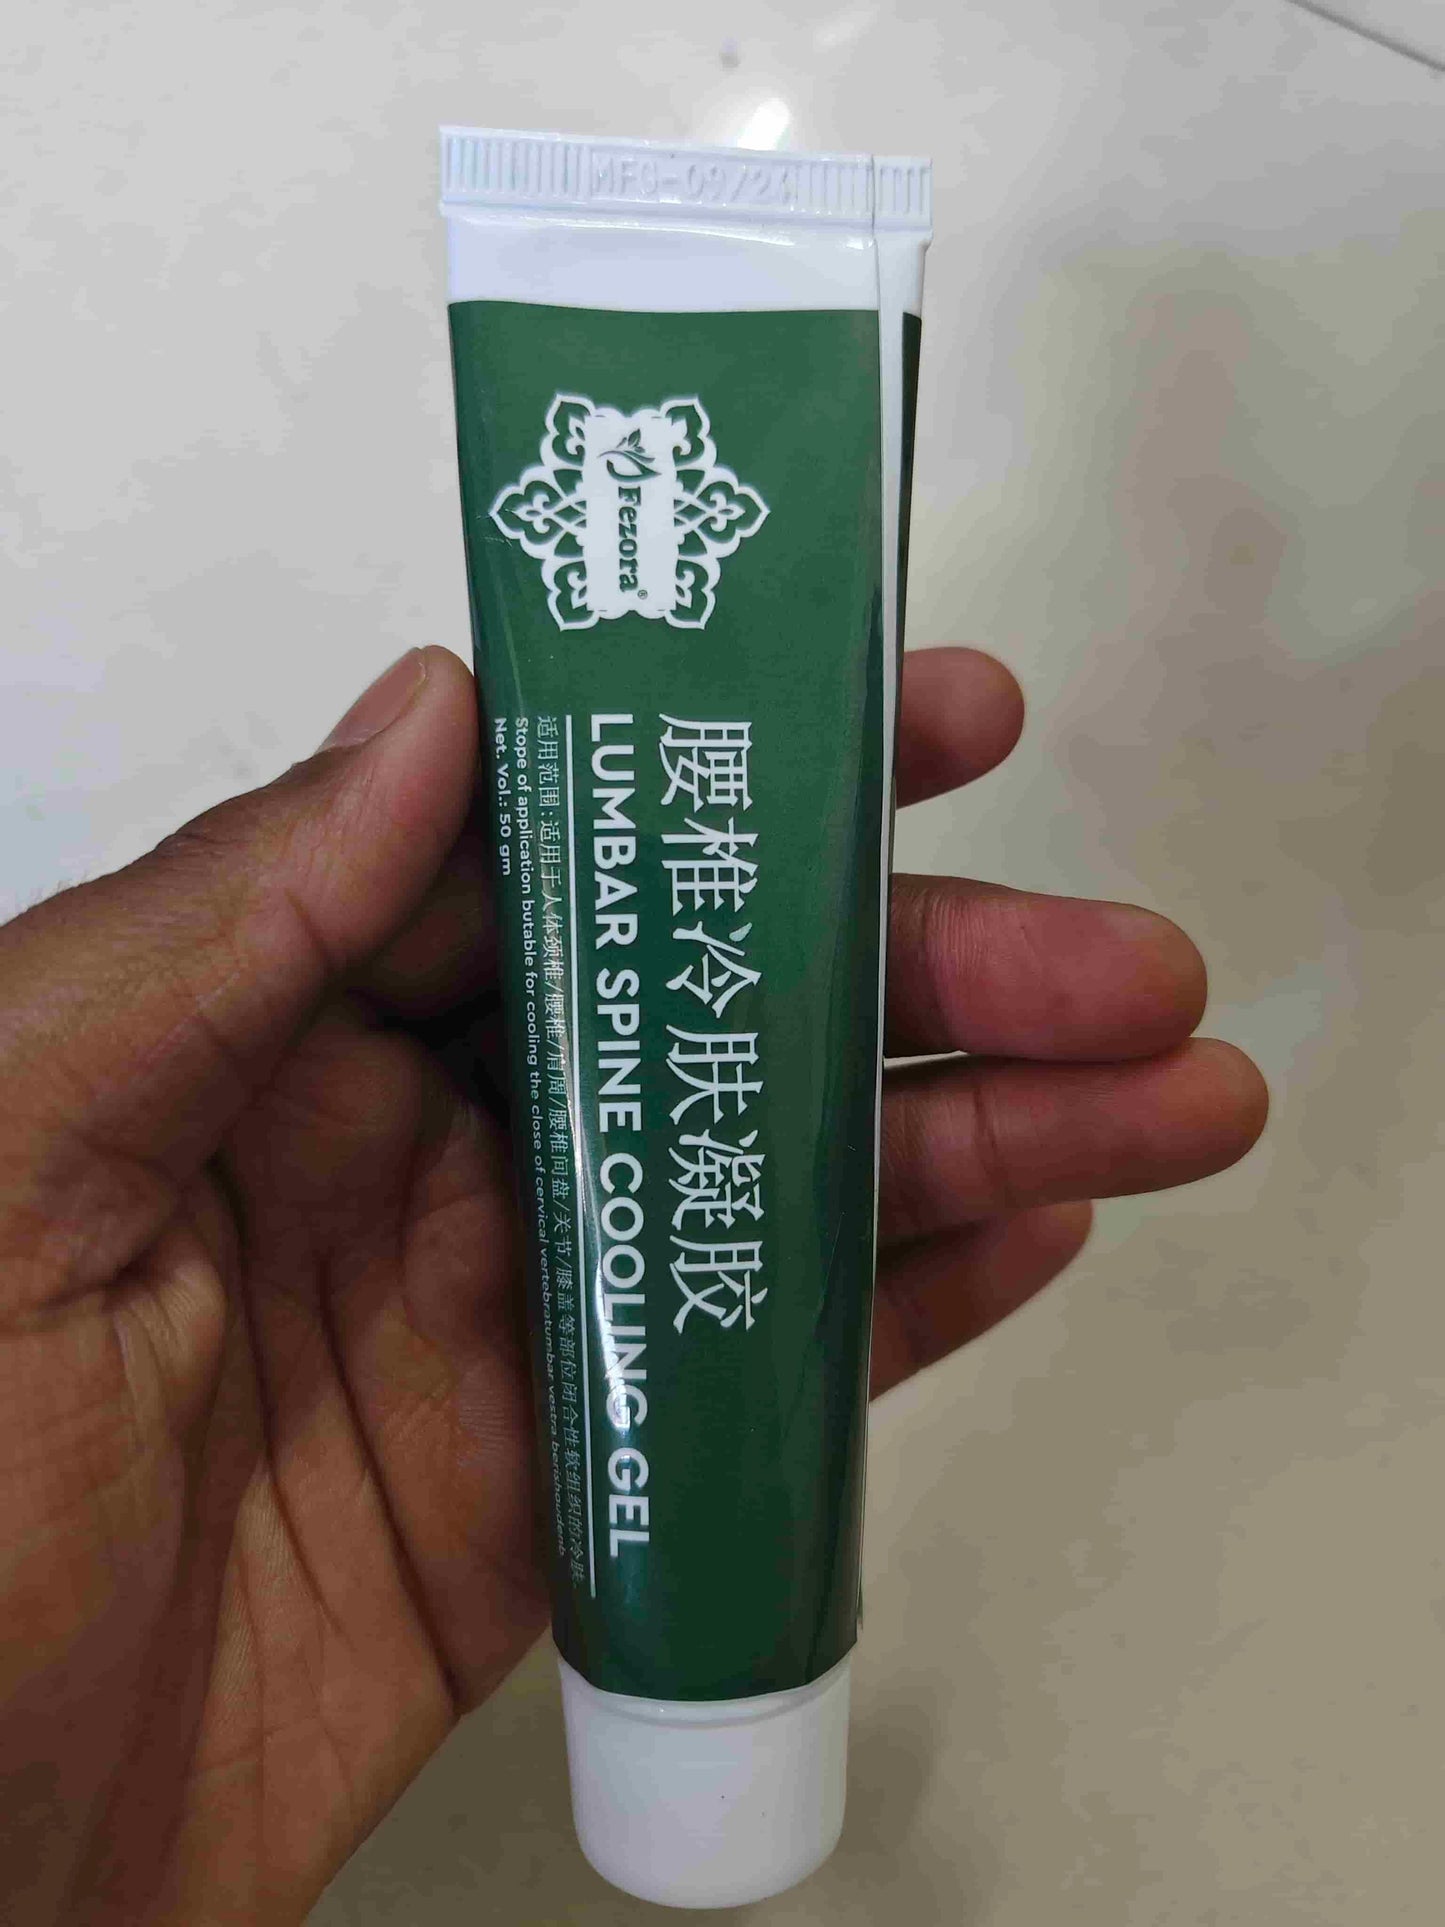 MFG-09/24
Fezora®
腰椎冷肤凝胶
LUMBAR SPINE COOLING GEL
适用范围:适用于人体颈椎/腰椎/肩周/腰椎间盘/关节/膝盖等部位闭合性软组织的冷肤.
Stope of application butable for cooling the close of cervical vertebratumbar vestra
Net. Vol.: 50 gm